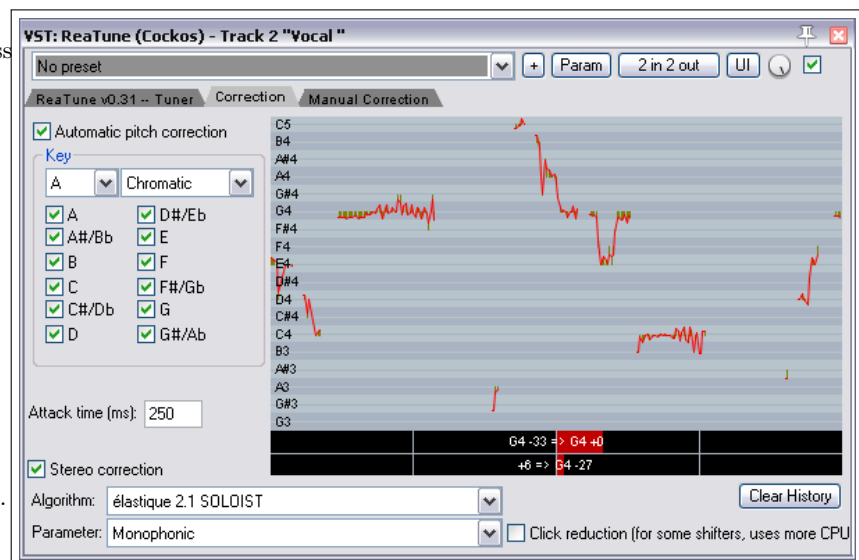 ss
VST: ReaTune (Cockos) - Track 2 "Vocal "
No preset + Param 2 in 2 out UI
ReaTune v0.31 -- Tuner Correction Manual Correction
Automatic pitch correction
Key
A Chromatic
A D#/Eb
A#/Bb E
B F
C F#/Gb
C#/Db G
D G#/Ab
Attack time (ms): 250
C5
B4
A#4
A4
G#4
G4
F#4
F4
E4
D#4
D4
C#4
C4
B3
A#3
A3
G#3
G3
G4 -33 => G4 +0
+6 => G4 -27
Stereo correction
Clear History
. Algorithm: élastique 2.1 SOLOIST
Parameter: Monophonic
Click reduction (for some shifters, uses more CPU